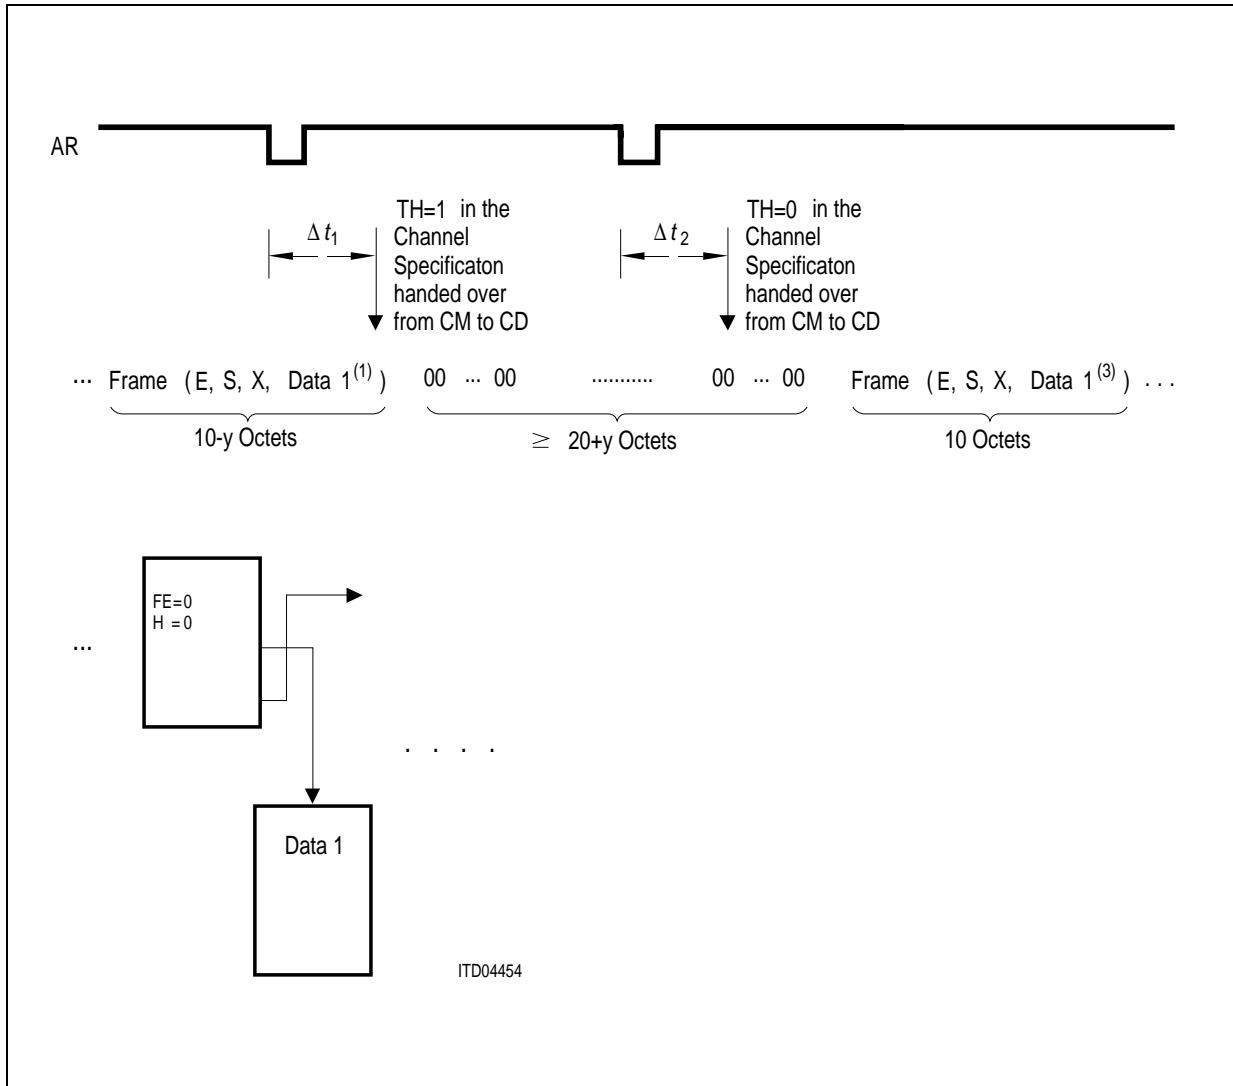 AR
Δ t1
TH=1 in the
Channel
Specificaton
handed over
from CM to CD
Δ t2
TH=0 in the
Channel
Specificaton
handed over
from CM to CD
... Frame (E, S, X, Data 1(1)) 00 ... 00 ........... 00 ... 00 Frame (E, S, X, Data 1(3)) . . .
10-y Octets ≥ 20+y Octets 10 Octets
FE=0
H =0
...
. . . .
Data 1
ITD04454